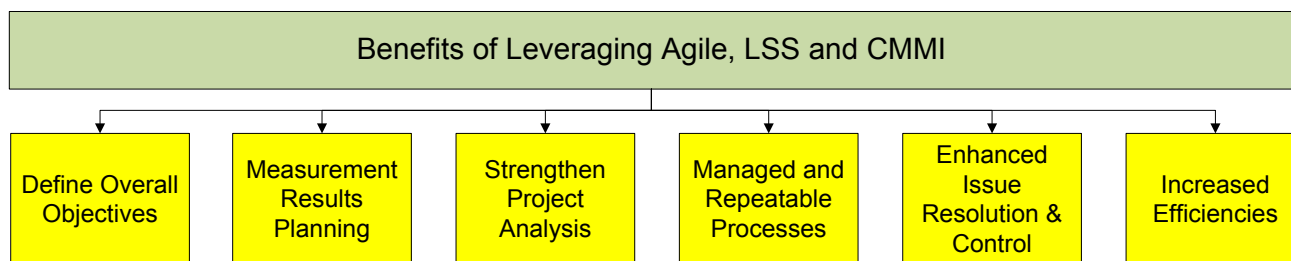 Benefits of Leveraging Agile, LSS and CMMI
Define Overall
Objectives
Measurement
Results
Planning
Strengthen
Project
Analysis
Managed and
Repeatable
Processes
Enhanced
Issue
Resolution &
Control
Increased
Efficiencies